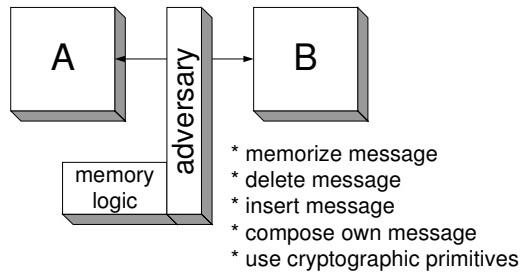 A
B
adversary
memory
logic
* memorize message
* delete message
* insert message
* compose own message
* use cryptographic primitives